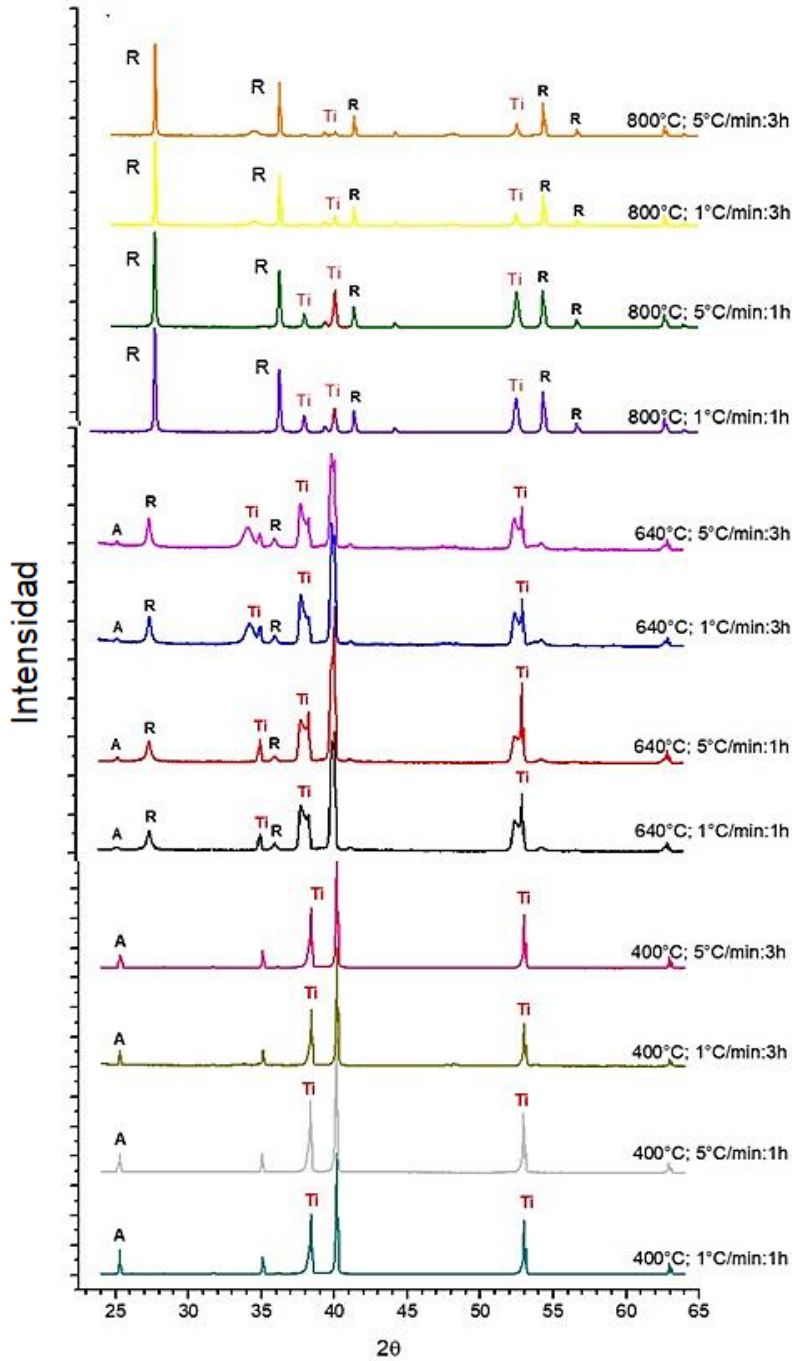 R R Ti R Ti R R 800°C; 5°C/min:3h
R R Ti R Ti R R 800°C; 1°C/min:3h
R R Ti Ti R Ti R R 800°C; 5°C/min:1h
R R Ti Ti R Ti R R 800°C; 1°C/min:1h
A R Ti R Ti Ti 640°C; 5°C/min:3h
A R Ti R Ti Ti 640°C; 1°C/min:3h
A R Ti R Ti Ti 640°C; 5°C/min:1h
A R Ti R Ti Ti 640°C; 1°C/min:1h
A Ti Ti 400°C; 5°C/min:3h
A Ti Ti 400°C; 1°C/min:3h
A Ti Ti 400°C; 5°C/min:1h
A Ti Ti 400°C; 1°C/min:1h
Intensidad
25 30 35 40 45 50 55 60 65
2θ